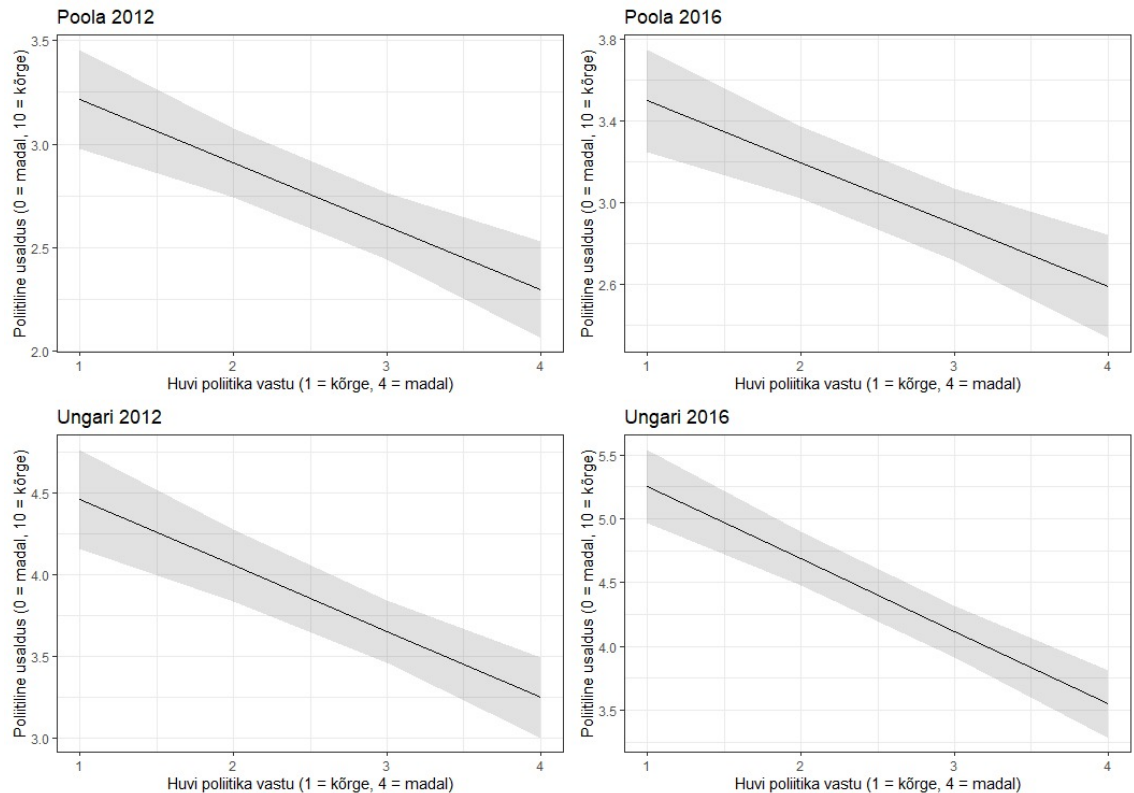 Poola 2012
Poliitiline usaldus (0 = madal, 10 = kõrge)
3.5
3.0
2.5
2.0
1 2 3 4
Huvi poliitika vastu (1 = kõrge, 4 = madal)
Poola 2016
Poliitiline usaldus (0 = madal, 10 = kõrge)
3.8
3.4
3.0
2.6
1 2 3 4
Huvi poliitika vastu (1 = kõrge, 4 = madal)
Ungari 2012
Poliitiline usaldus (0 = madal, 10 = kõrge)
4.5
4.0
3.5
3.0
1 2 3 4
Huvi poliitika vastu (1 = kõrge, 4 = madal)
Ungari 2016
Poliitiline usaldus (0 = madal, 10 = kõrge)
5.5
5.0
4.5
4.0
3.5
1 2 3 4
Huvi poliitika vastu (1 = kõrge, 4 = madal)